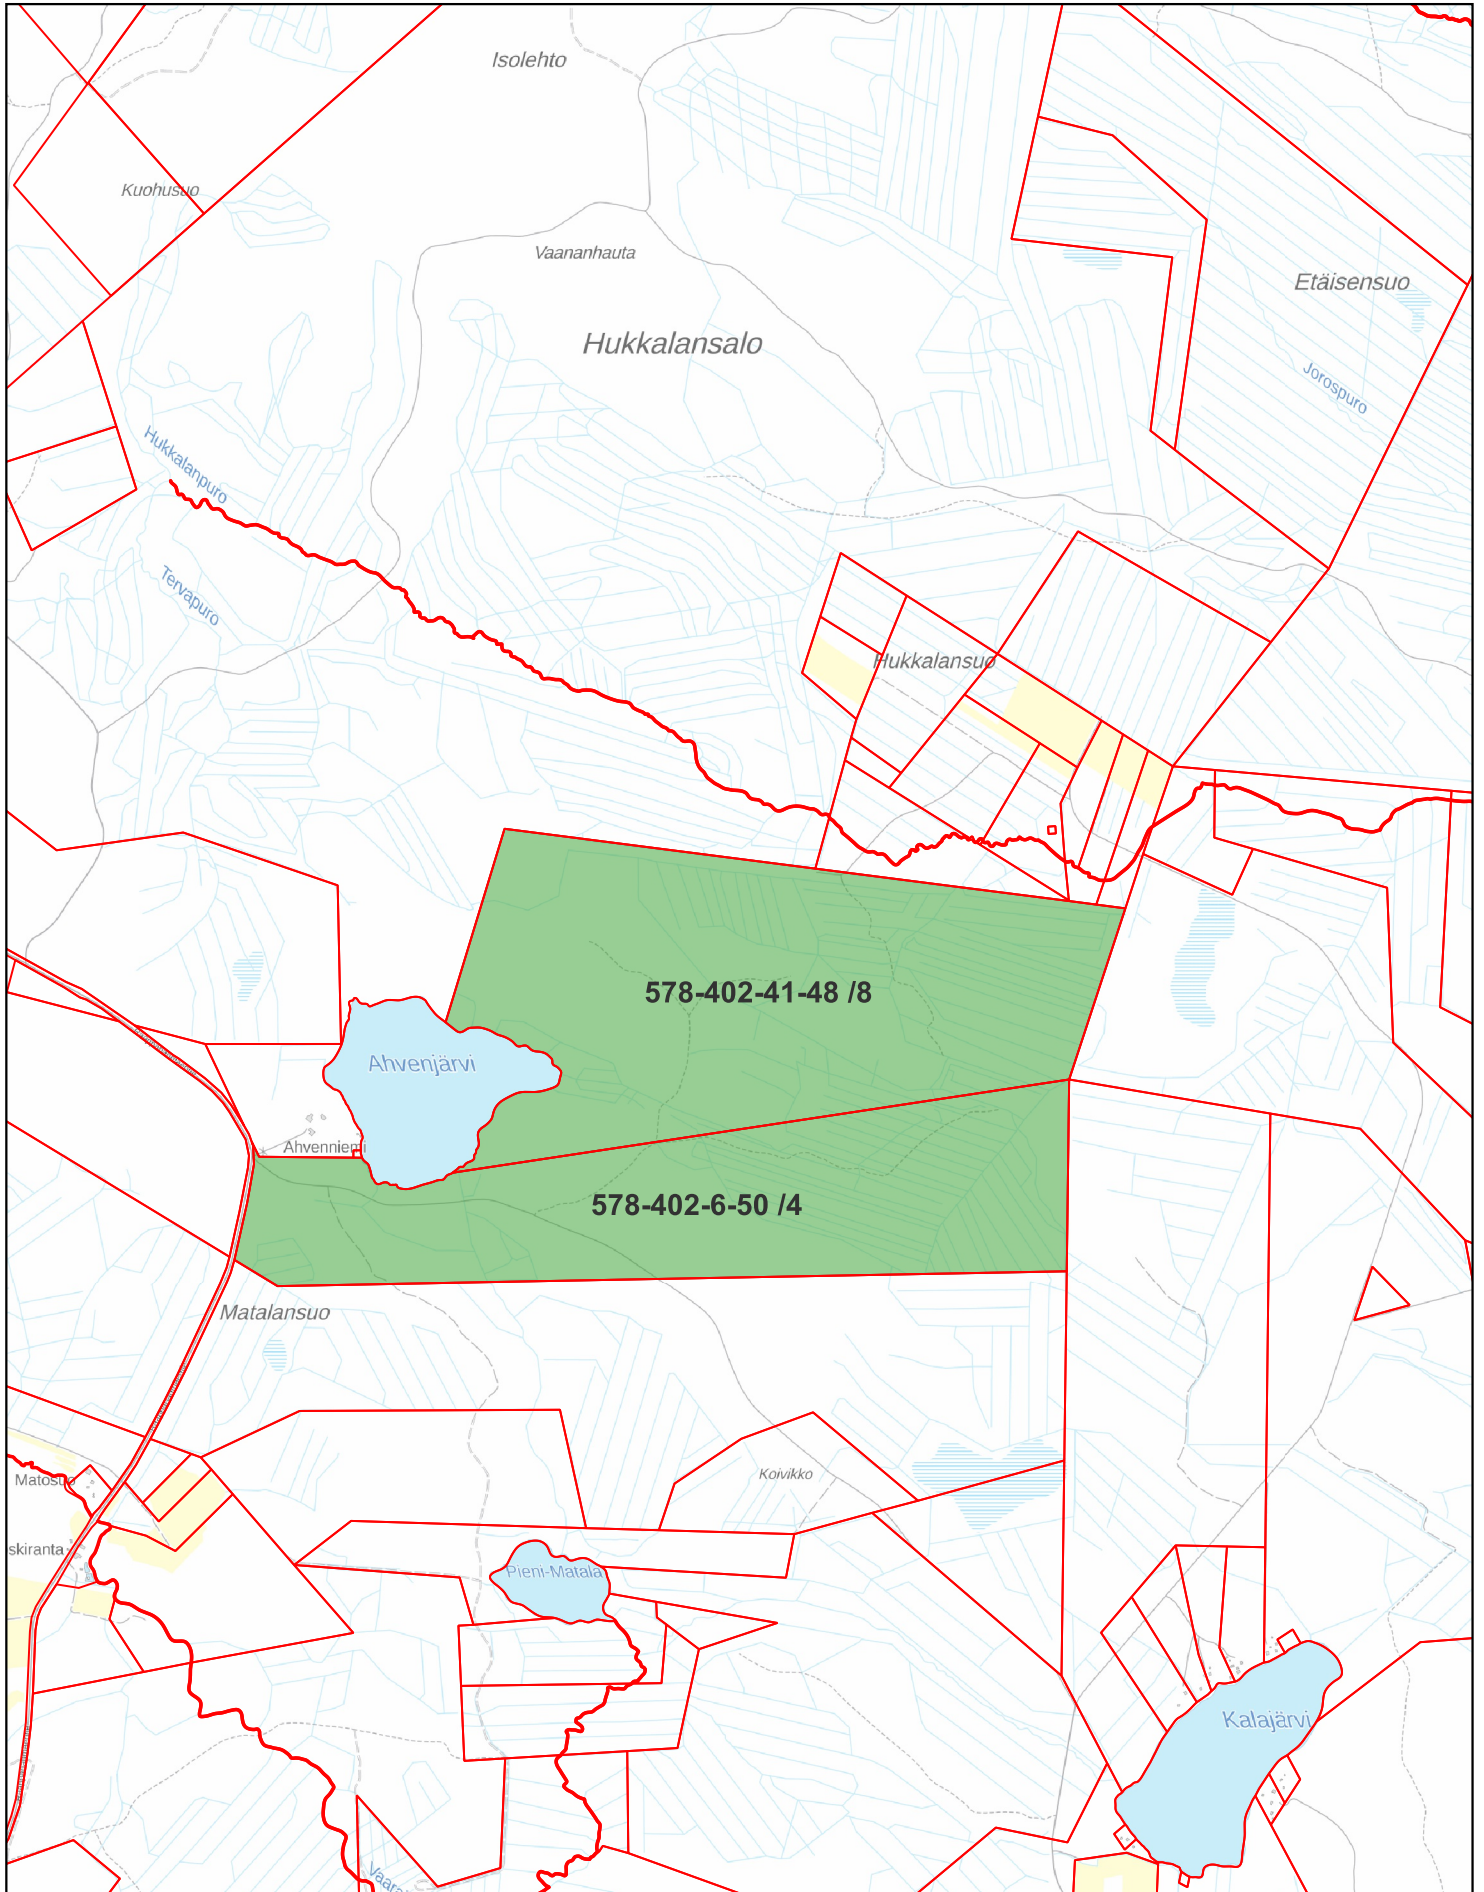 Isolehto
Kuohusuo
Vaananhauta
Etäisensuo
Hukkalansalo
Jorospuro
Hukkalanpuro
Tervapuro
Hukkalansuo
578-402-41-48 /8
Ahvenjärvi
Ahvenniemi
578-402-6-50 /4
Matalansuo
Koivikko
Matosuo
skiranta
Pieni-Matala
Kalajärvi
Vaara